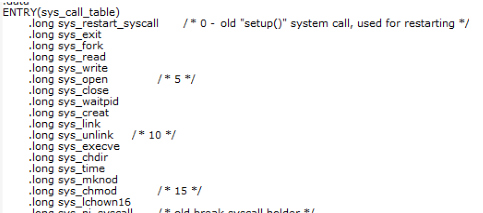 .data
ENTRY(sys_call_table)
.long sys_restart_syscall /* 0 - old "setup()" system call, used for restarting */
.long sys_exit
.long sys_fork
.long sys_read
.long sys_write
.long sys_open /* 5 */
.long sys_close
.long sys_waitpid
.long sys_creat
.long sys_link
.long sys_unlink /* 10 */
.long sys_execve
.long sys_chdir
.long sys_time
.long sys_mknod
.long sys_chmod /* 15 */
.long sys_lchown16
.long sys_ni_syscall /* old break syscall holder */